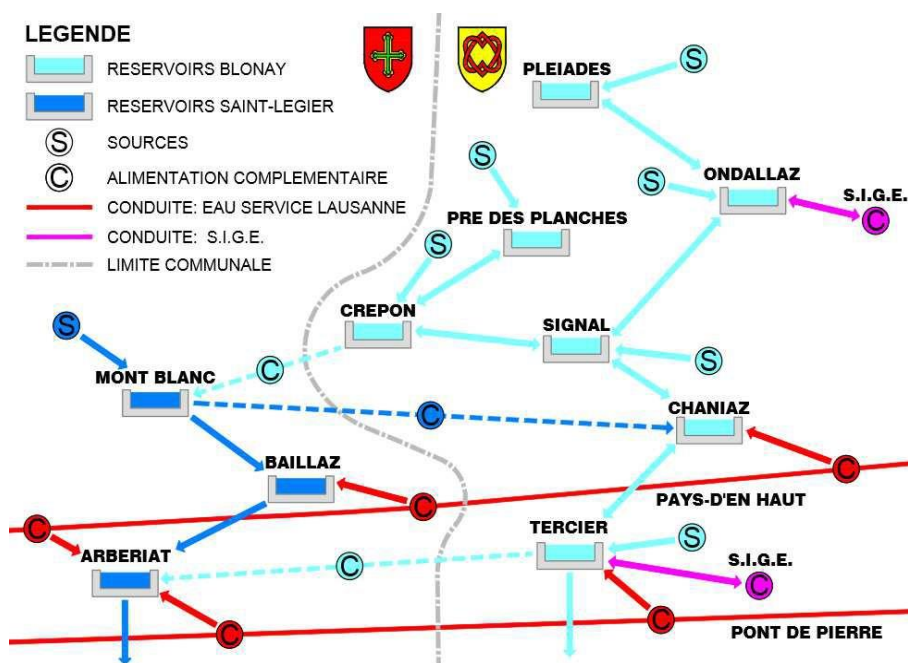 LEGENDE
RESERVOIRS BLONAY
RESERVOIRS SAINT-LEGIER
S
SOURCES
C
ALIMENTATION COMPLEMENTAIRE
CONDUITE: EAU SERVICE LAUSANNE
CONDUITE: S.I.G.E.
LIMITE COMMUNALE
PLEIADES
S
S
ONDALLAZ
S
S.I.G.E.
C
PRE DES PLANCHES
S
CREPON
SIGNAL
S
S
C
MONT BLANC
C
CHANIAZ
BAILLAZ
C
C
PAYS-D'EN HAUT
C
ARBERIAT
TERCIER
S
C
S.I.G.E.
C
C
C
PONT DE PIERRE